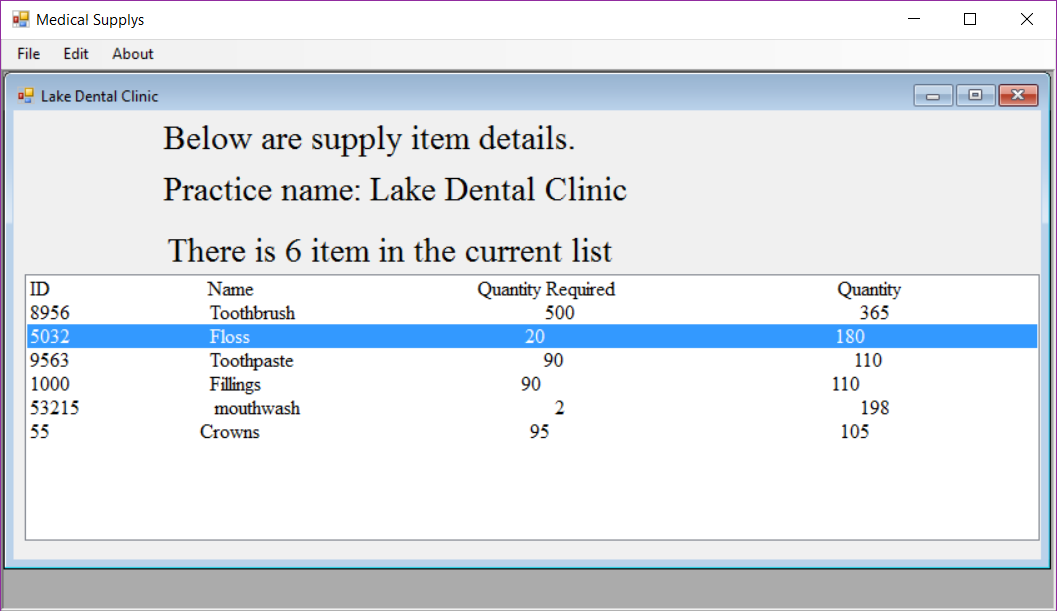 Medical Supplys
File Edit About
Lake Dental Clinic
Below are supply item details.
Practice name: Lake Dental Clinic
There is 6 item in the current list
ID Name Quantity Required Quantity
8956 Toothbrush 500 365
5032 Floss 20 180
9563 Toothpaste 90 110
1000 Fillings 90 110
53215 mouthwash 2 198
55 Crowns 95 105